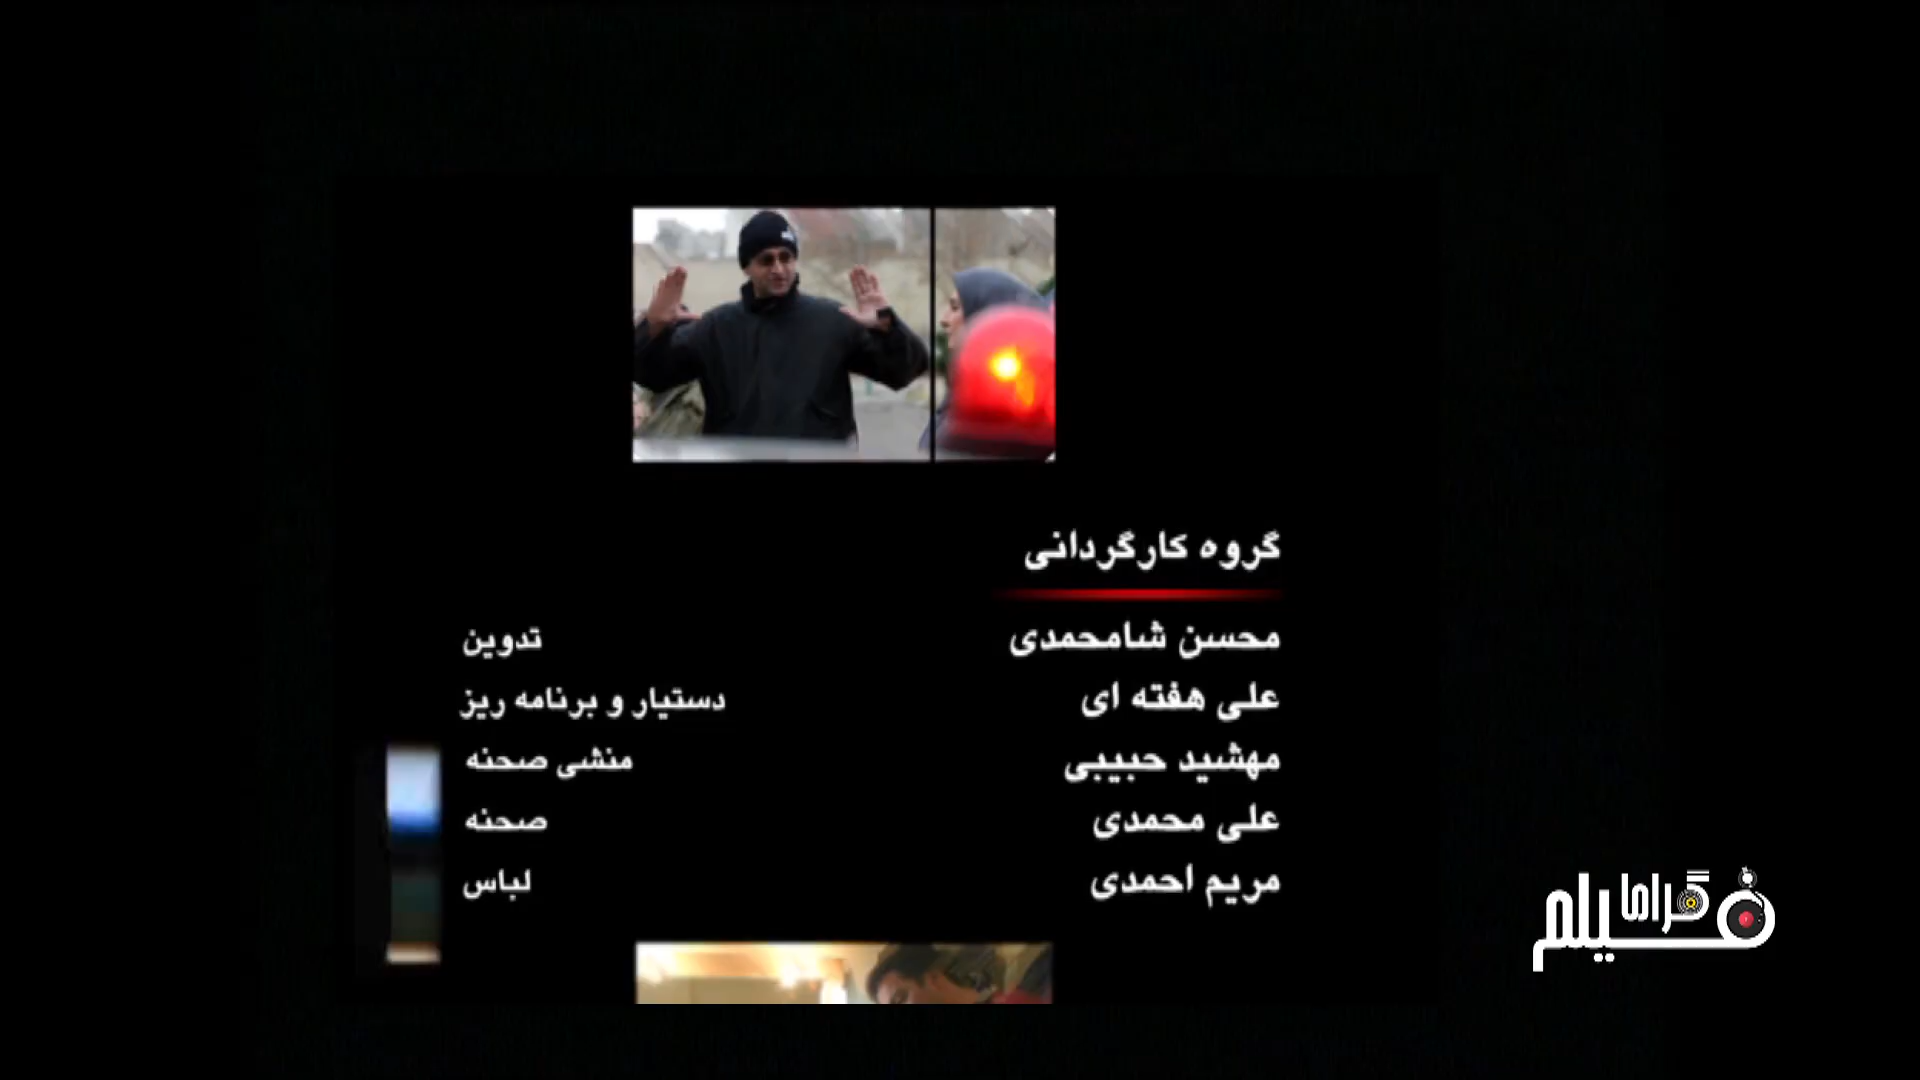 گروه کارگردانی
محسن شامحمدی تدوین
علی هفته ای دستیار و برنامه ریز
مهشید حبیبی منشی صحنه
علی محمدی صحنه
مریم احمدی لباس
گراما
فیلم